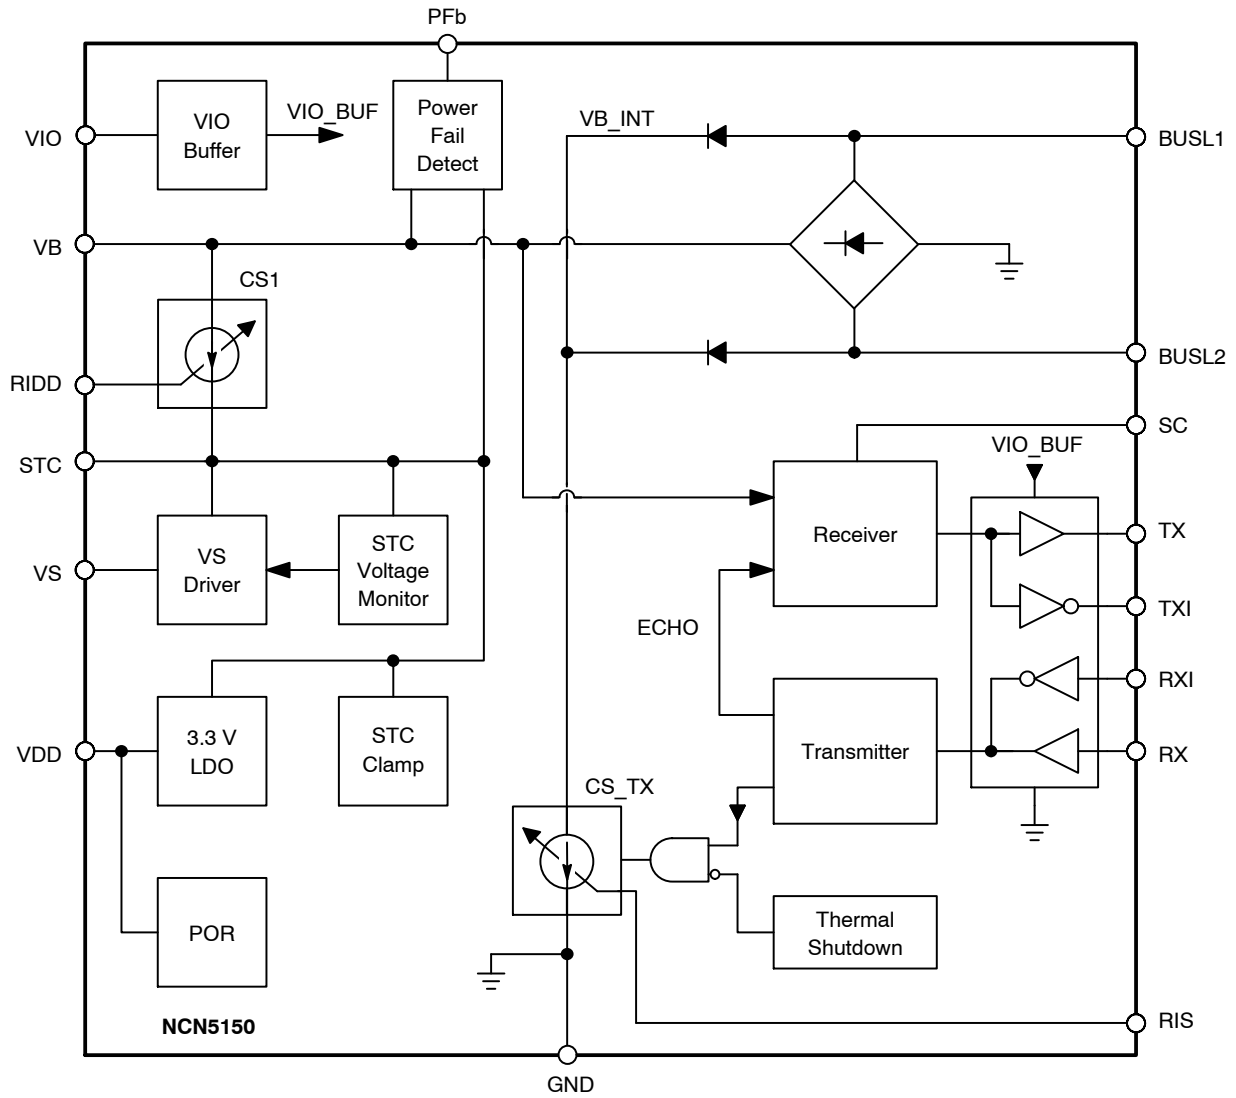 PFb
VIO
VIO
Buffer
VIO_BUF
Power
Fail
Detect
VB_INT
BUSL1
VB
CS1
RIDD
BUSL2
STC
SC
VIO_BUF
VS
VS
Driver
STC
Voltage
Monitor
Receiver
TX
TXI
ECHO
RXI
VDD
3.3 V
LDO
STC
Clamp
Transmitter
RX
CS_TX
POR
Thermal
Shutdown
NCN5150
RIS
GND